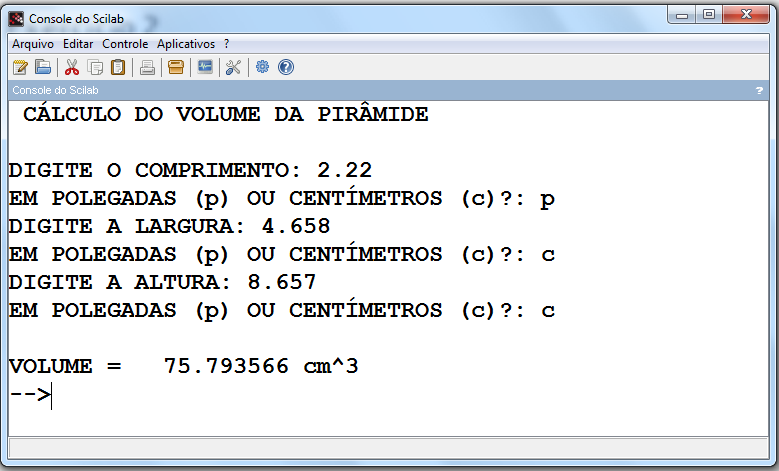 Console do Scilab
Arquivo Editar Controle Aplicativos ?
Console do Scilab ?
CÁLCULO DO VOLUME DA PIRÂMIDE
DIGITE O COMPRIMENTO: 2.22
EM POLEGADAS (p) OU CENTÍMETROS (c)?: p
DIGITE A LARGURA: 4.658
EM POLEGADAS (p) OU CENTÍMETROS (c)?: c
DIGITE A ALTURA: 8.657
EM POLEGADAS (p) OU CENTÍMETROS (c)?: c
VOLUME =   75.793566 cm^3
-->